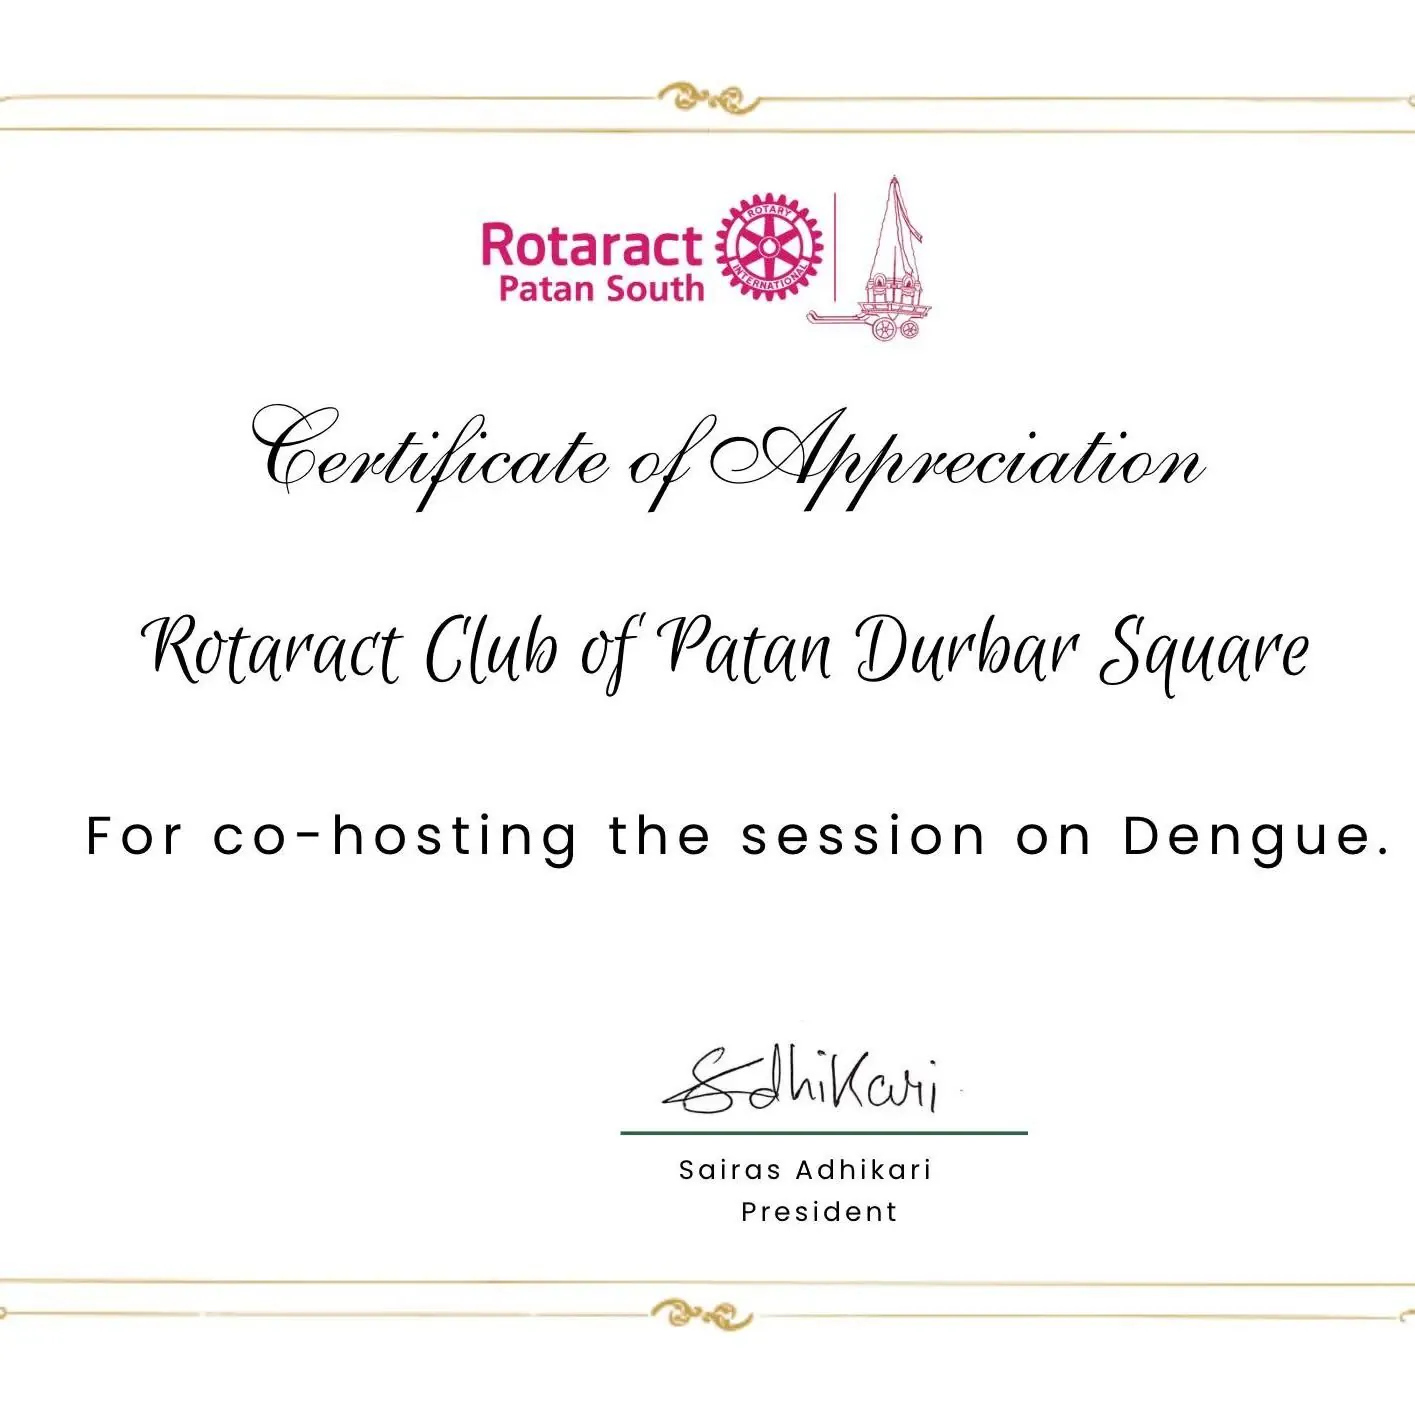 Rotaract
Patan South
ROTARY
INTERNATIONAL
Certificate of Appreciation
Rotaract Club of Patan Durbar Square
For co-hosting the session on Dengue.
SAdhikari
Sairas Adhikari
President